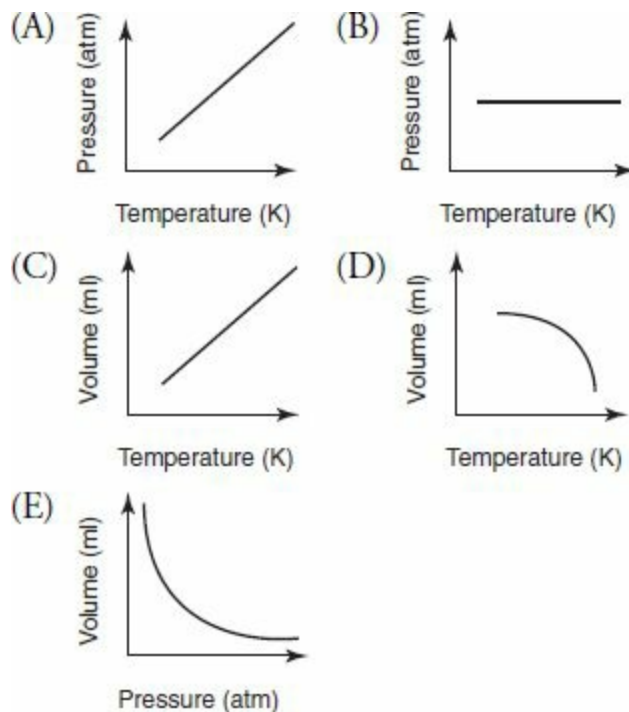 (A)
Pressure (atm)
Temperature (K)
(B)
Pressure (atm)
Temperature (K)
(C)
Volume (ml)
Temperature (K)
(D)
Volume (ml)
Temperature (K)
(E)
Volume (ml)
Pressure (atm)